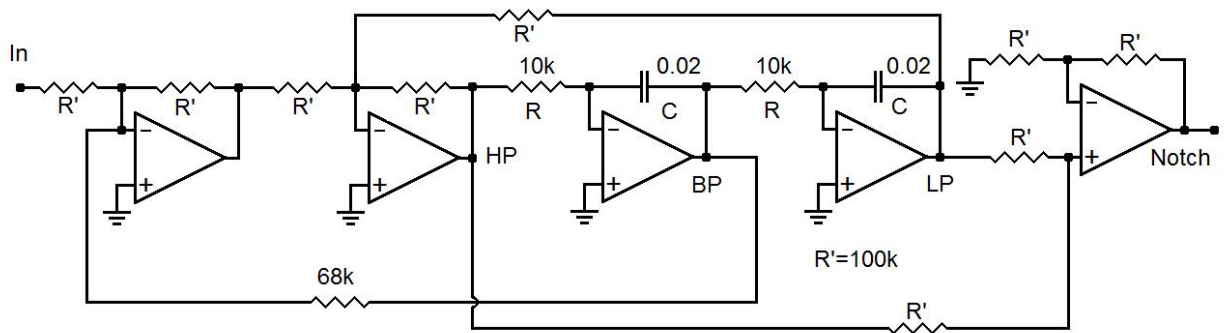 R'
In
R'
R'
10k
0.02
10k
0.02
R'
R'
R'
R'
R'
R
C
R
C
−
−
−
−
−
R'
+
+
+
+
+
HP
BP
LP
Notch
R'=100k
68k
R'